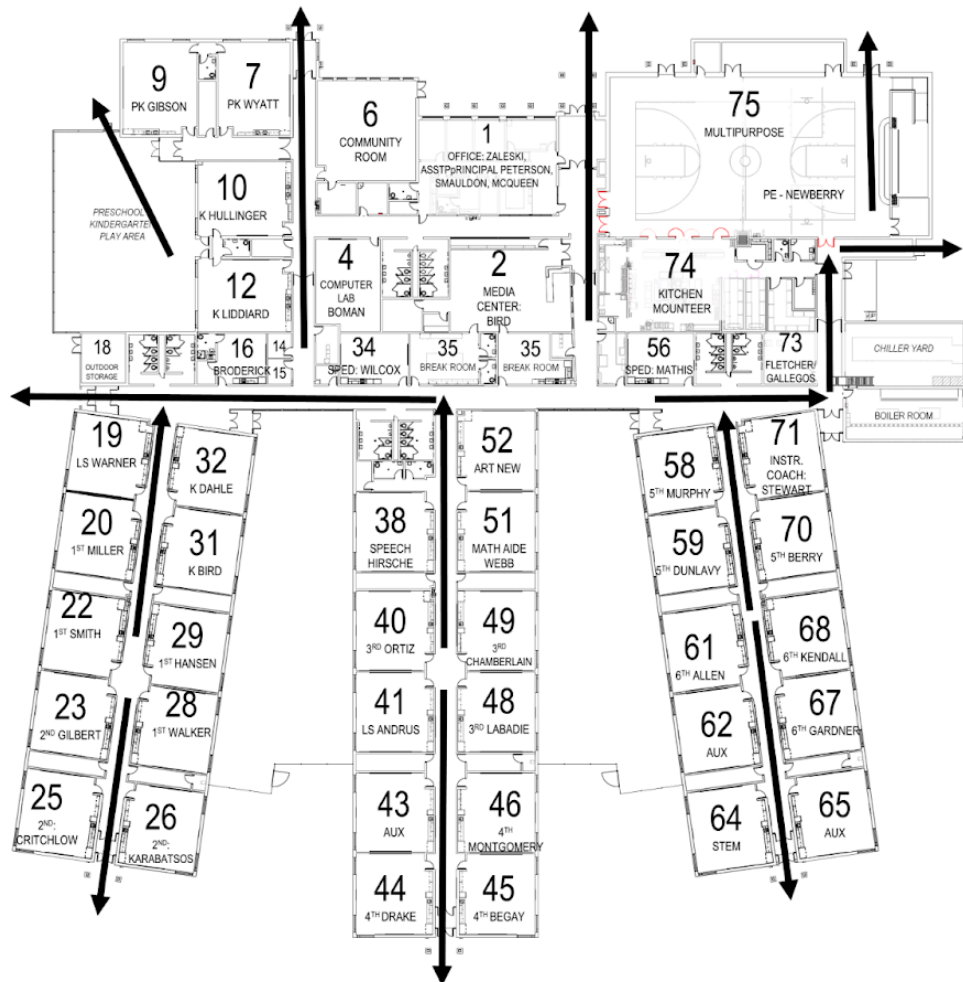 9
PK GIBSON
7
PK WYATT
6
COMMUNITY
ROOM
1
OFFICE: ZALESKI,
ASSTPpRINCIPAL PETERSON,
SMAULDON, MCQUEEN
75
MULTIPURPOSE
PE - NEWBERRY
10
K HULLINGER
PRESCHOOL
KINDERGARTEN
PLAY AREA
12
K LIDDIARD
4
COMPUTER
LAB
BOMAN
2
MEDIA
CENTER:
BIRD
74
KITCHEN
MOUNTEER
18
OUTDOOR
STORAGE
16
BRODERICK
14
15
34
SPED: WILCOX
35
BREAK ROOM
35
BREAK ROOM
56
SPED: MATHIS
73
FLETCHER/
GALLEGOS
CHILLER YARD
BOILER ROOM
19
LS WARNER
32
K DAHLE
20
1ST MILLER
31
K BIRD
22
1ST SMITH
29
1ST HANSEN
23
2ND GILBERT
28
1ST WALKER
25
2ND:
CRITCHLOW
26
2ND:
KARABATSOS
52
ART NEW
38
SPEECH
HIRSCHE
51
MATH AIDE
WEBB
40
3RD ORTIZ
49
3RD
CHAMBERLAIN
41
LS ANDRUS
48
3RD LABADIE
43
AUX
46
4TH
MONTGOMERY
44
4TH DRAKE
45
4TH BEGAY
58
5TH MURPHY
71
INSTR.
COACH:
STEWART
59
5TH DUNLAVY
70
5TH BERRY
61
6TH ALLEN
68
6TH KENDALL
62
AUX
67
6TH GARDNER
64
STEM
65
AUX